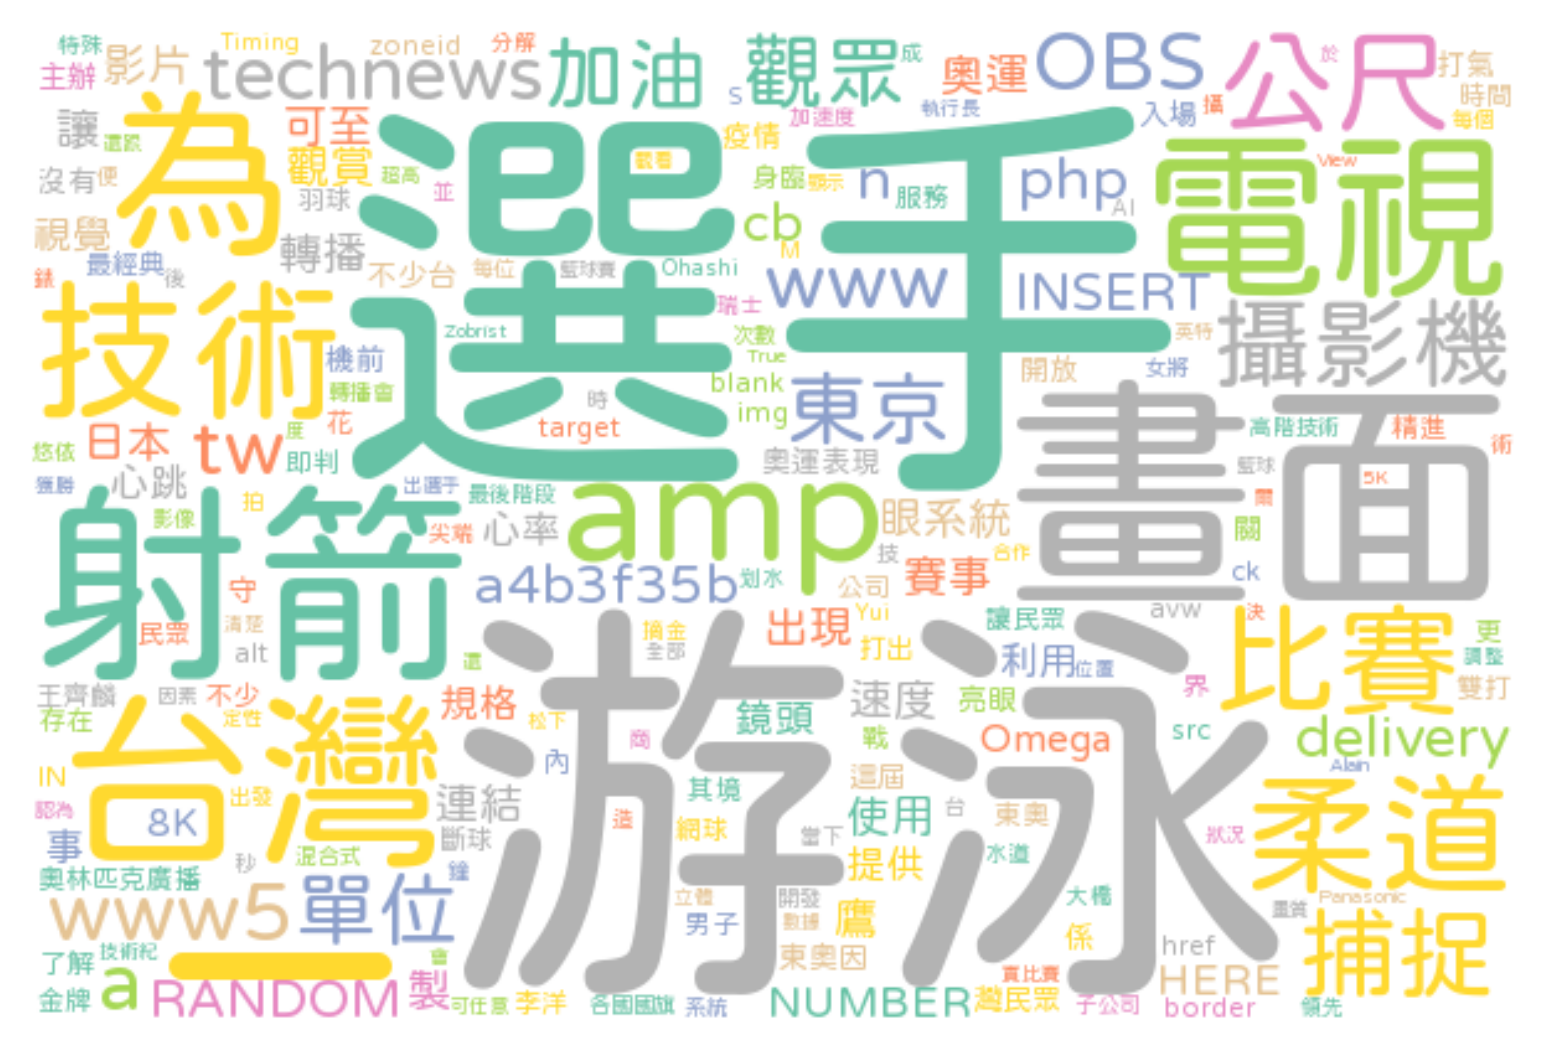 特殊 Timing zoneid 分解 加油 觀眾 成 奧運 OBS 公尺 於 打氣
主辦 影片 technews S 加速度 執行長 入場 攝 時間
讓 還跟 為 可至 選手 觀看 疫情 每個
沒有 便 觀賞 超高 並 身臨 顯示 n 服務 php View 電視
視覺 羽球 cb AI
最經典 後 轉播 不少台 每位 籃球賽 Ohashi M www INSERT
錶 技術 瑞士 攝影機
機前 Zobrist 次數 True 開放 女將 英特
轉播會 blank 東京
日本 tw 花 度 時 target img 畫面 高階技術 精進 術
悠依 心跳 即判 奧運表現 籃球
獵勝 射箭 拍 出選手 最後階段 amp 眼系統 5K 爾
影像 尖端 心率 技 合作 關
守 a4b3f35b 划水 公司 賽事 ck
民眾 清楚 摘金 出現 Yui 讓民眾 avw 決 比賽 更
alt 還 游泳 全部 打出 利用 位置 調整
王齊麟 因素 不少 規格 速度 亮眼 界 雙打
存在 台灣 定性 松下 鏡頭 戰 Omega src delivery
IN 商 內 這屆 Alain
認為 8K 出發 連結 其境 使用 台 東奧 柔道
事 斷球 造 網球 當下 狀況
奧林匹克廣播 秒 混合式 鐘 提供 水道
www5 單位 立體 開發 鷹 大橋 Panasonic
男子 數據 係 畫質 捕捉
了解 技術紀 一 會 東奧因 href
金牌 a RANDOM 製 可任意 李洋 各國國旗 系統 NUMBER 灣民眾 實比賽 子公司 HERE border 領先